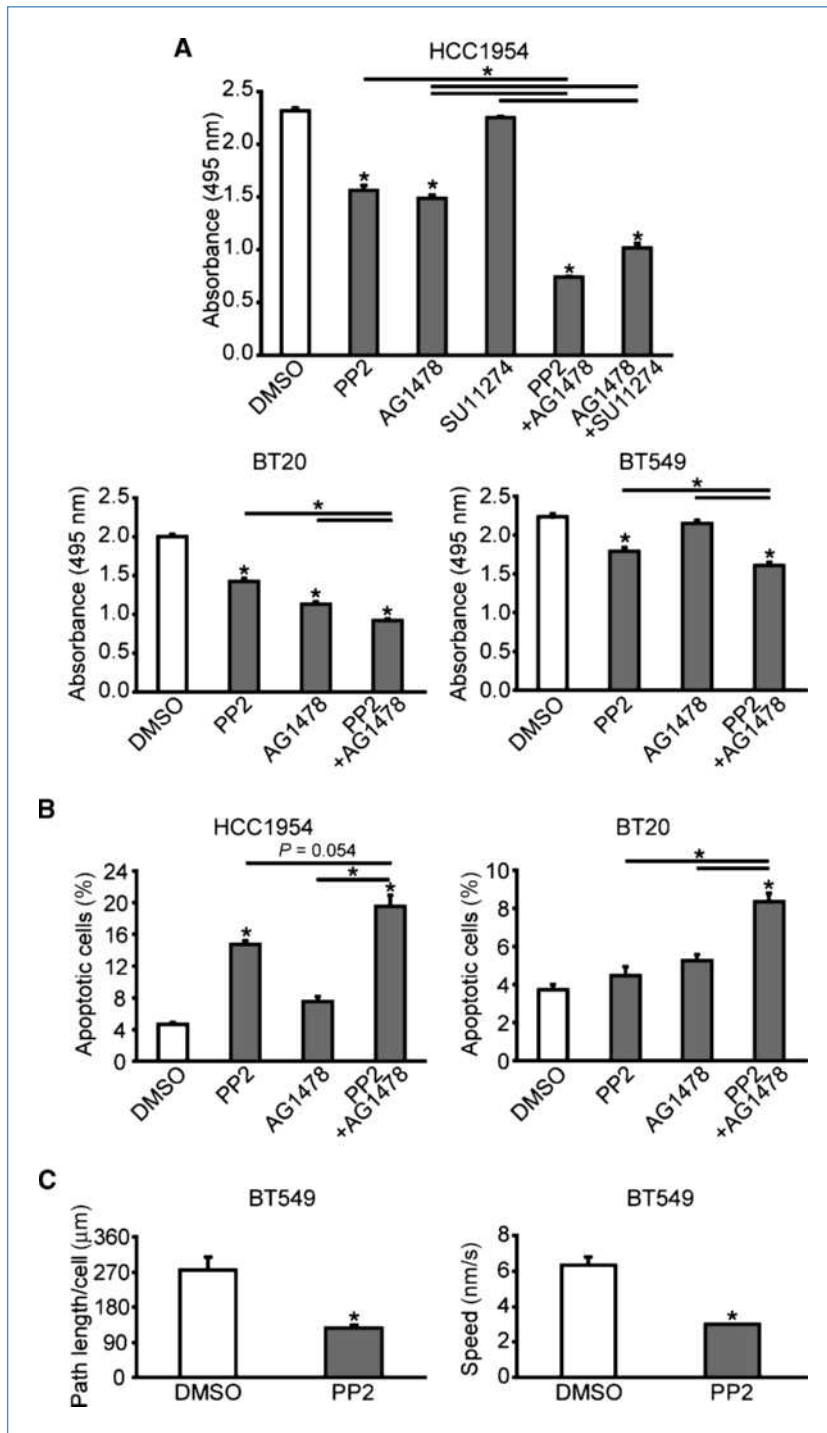 A
HCC1954
*
Absorbance (495 nm)
2.5
2.0
1.5
1.0
0.5
0.0
*
*
*
*
DMSO
PP2
AG1478
SU11274
PP2
+AG1478
AG1478
+SU11274
BT20
*
Absorbance (495 nm)
2.5
2.0
1.5
1.0
0.5
0.0
*
*
*
DMSO
PP2
AG1478
PP2
+AG1478
BT549
*
Absorbance (495 nm)
2.5
2.0
1.5
1.0
0.5
0.0
*
*
DMSO
PP2
AG1478
PP2
+AG1478
B
HCC1954
P = 0.054
*
Apoptotic cells (%)
24
20
16
12
8
4
0
*
*
DMSO
PP2
AG1478
PP2
+AG1478
BT20
*
Apoptotic cells (%)
10
8
6
4
2
0
*
DMSO
PP2
AG1478
PP2
+AG1478
C
BT549
Path length/cell (μm)
360
270
180
90
0
*
DMSO
PP2
BT549
Speed (nm/s)
8
6
4
2
0
*
DMSO
PP2